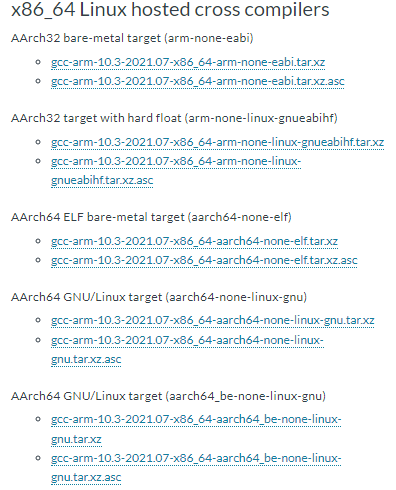 x86_64 Linux hosted cross compilers
AArch32 bare-metal target (arm-none-eabi)
gcc-arm-10.3-2021.07-x86_64-arm-none-eabi.tar.xz
gcc-arm-10.3-2021.07-x86_64-arm-none-eabi.tar.xz.asc
AArch32 target with hard float (arm-none-linux-gnueabihf)
gcc-arm-10.3-2021.07-x86_64-arm-none-linux-gnueabihf.tar.xz
gcc-arm-10.3-2021.07-x86_64-arm-none-linux-
gnueabihf.tar.xz.asc
AArch64 ELF bare-metal target (aarch64-none-elf)
gcc-arm-10.3-2021.07-x86_64-aarch64-none-elf.tar.xz
gcc-arm-10.3-2021.07-x86_64-aarch64-none-elf.tar.xz.asc
AArch64 GNU/Linux target (aarch64-none-linux-gnu)
gcc-arm-10.3-2021.07-x86_64-aarch64-none-linux-gnu.tar.xz
gcc-arm-10.3-2021.07-x86_64-aarch64-none-linux-
gnu.tar.xz.asc
AArch64 GNU/Linux target (aarch64_be-none-linux-gnu)
gcc-arm-10.3-2021.07-x86_64-aarch64_be-none-linux-
gnu.tar.xz
gcc-arm-10.3-2021.07-x86_64-aarch64_be-none-linux-
gnu.tar.xz.asc